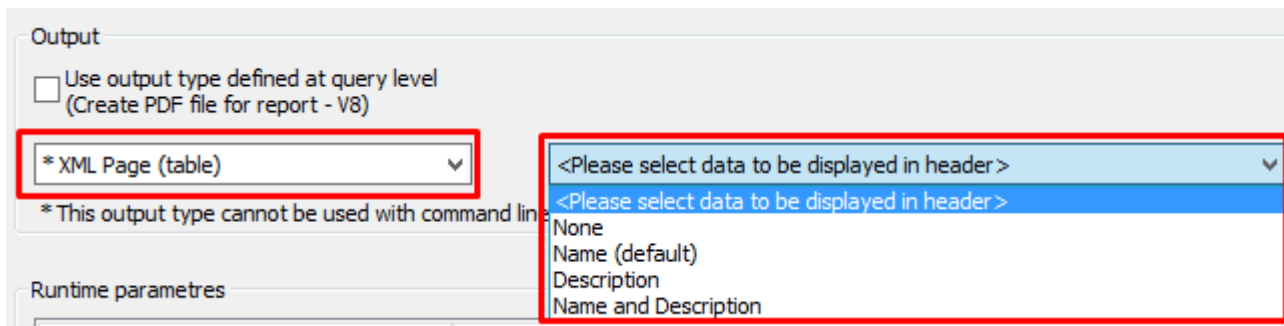 Output
Use output type defined at query level
(Create PDF file for report - V8)
* XML Page (table)
<Please select data to be displayed in header>
<Please select data to be displayed in header>
* This output type cannot be used with command line
None
Name (default)
Description
Name and Description
Runtime parametres